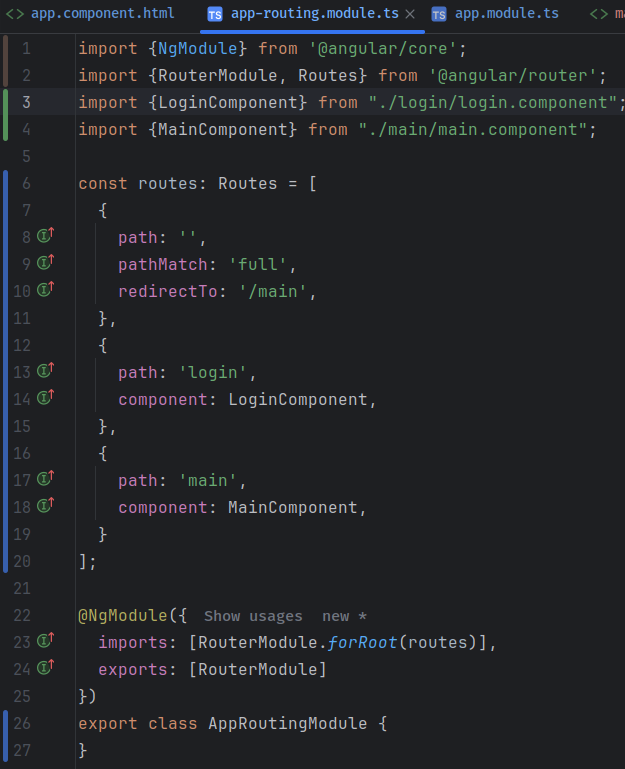 <> app.component.html TS app-routing.module.ts × TS app.module.ts <>
1 import {NgModule} from '@angular/core';
2 import {RouterModule, Routes} from '@angular/router';
3 import {LoginComponent} from "./login/login.component";
4 import {MainComponent} from "./main/main.component";
5
6 const routes: Routes = [
7   {
8     path: '',
9     pathMatch: 'full',
10     redirectTo: '/main',
11   },
12   {
13     path: 'login',
14     component: LoginComponent,
15   },
16   {
17     path: 'main',
18     component: MainComponent,
19   }
20 ];
21
22 @NgModule({ Show usages new *
23   imports: [RouterModule.forRoot(routes)],
24   exports: [RouterModule]
25 })
26 export class AppRoutingModule {
27 }